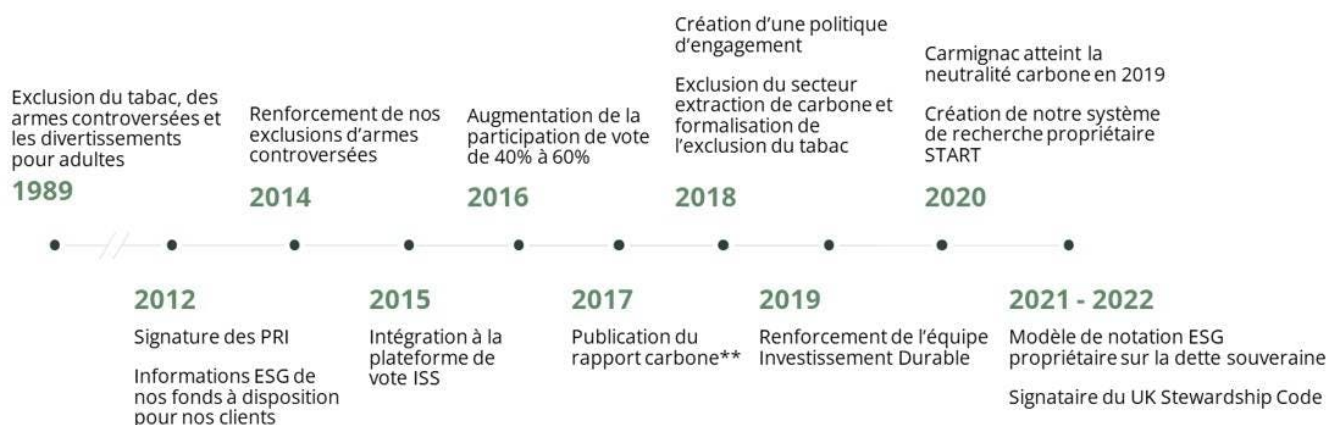 Exclusion du tabac, des
armes controversées et
les divertissements
pour adultes
1989
2012
Signature des PRI
Informations ESG de
nos fonds à disposition
pour nos clients
Renforcement de nos
exclusions d'armes
controversées
2014
2015
Intégration à la
plateforme de
vote ISS
Augmentation de la
participation de vote
de 40% à 60%
2016
2017
Publication du
rapport carbone**
Création d'une politique
d'engagement
Exclusion du secteur
extraction de carbone et
formalisation de
l'exclusion du tabac
2018
2019
Renforcement de l'équipe
Investissement Durable
Carmignac atteint la
neutralité carbone en 2019
Création de notre système
de recherche propriétaire
START
2020
2021 - 2022
Modèle de notation ESG
propriétaire sur la dette souveraine
Signataire du UK Stewardship Code